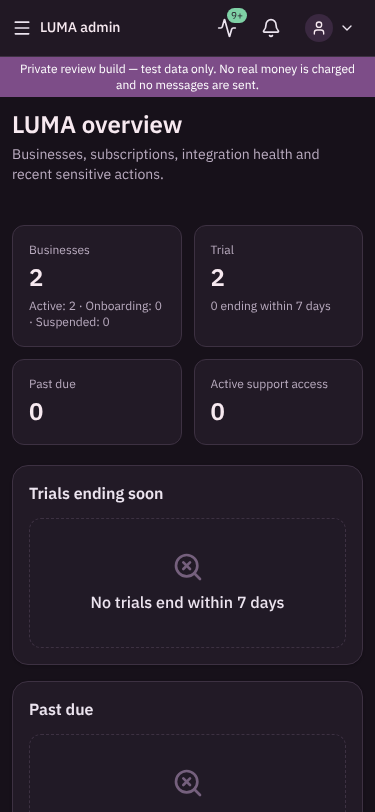 LUMA admin
9+
Private review build — test data only. No real money is charged
and no messages are sent.
LUMA overview
Businesses, subscriptions, integration health and
recent sensitive actions.
Businesses
2
Active: 2 · Onboarding: 0
· Suspended: 0
Trial
2
0 ending within 7 days
Past due
0
Active support access
0
Trials ending soon
No trials end within 7 days
Past due